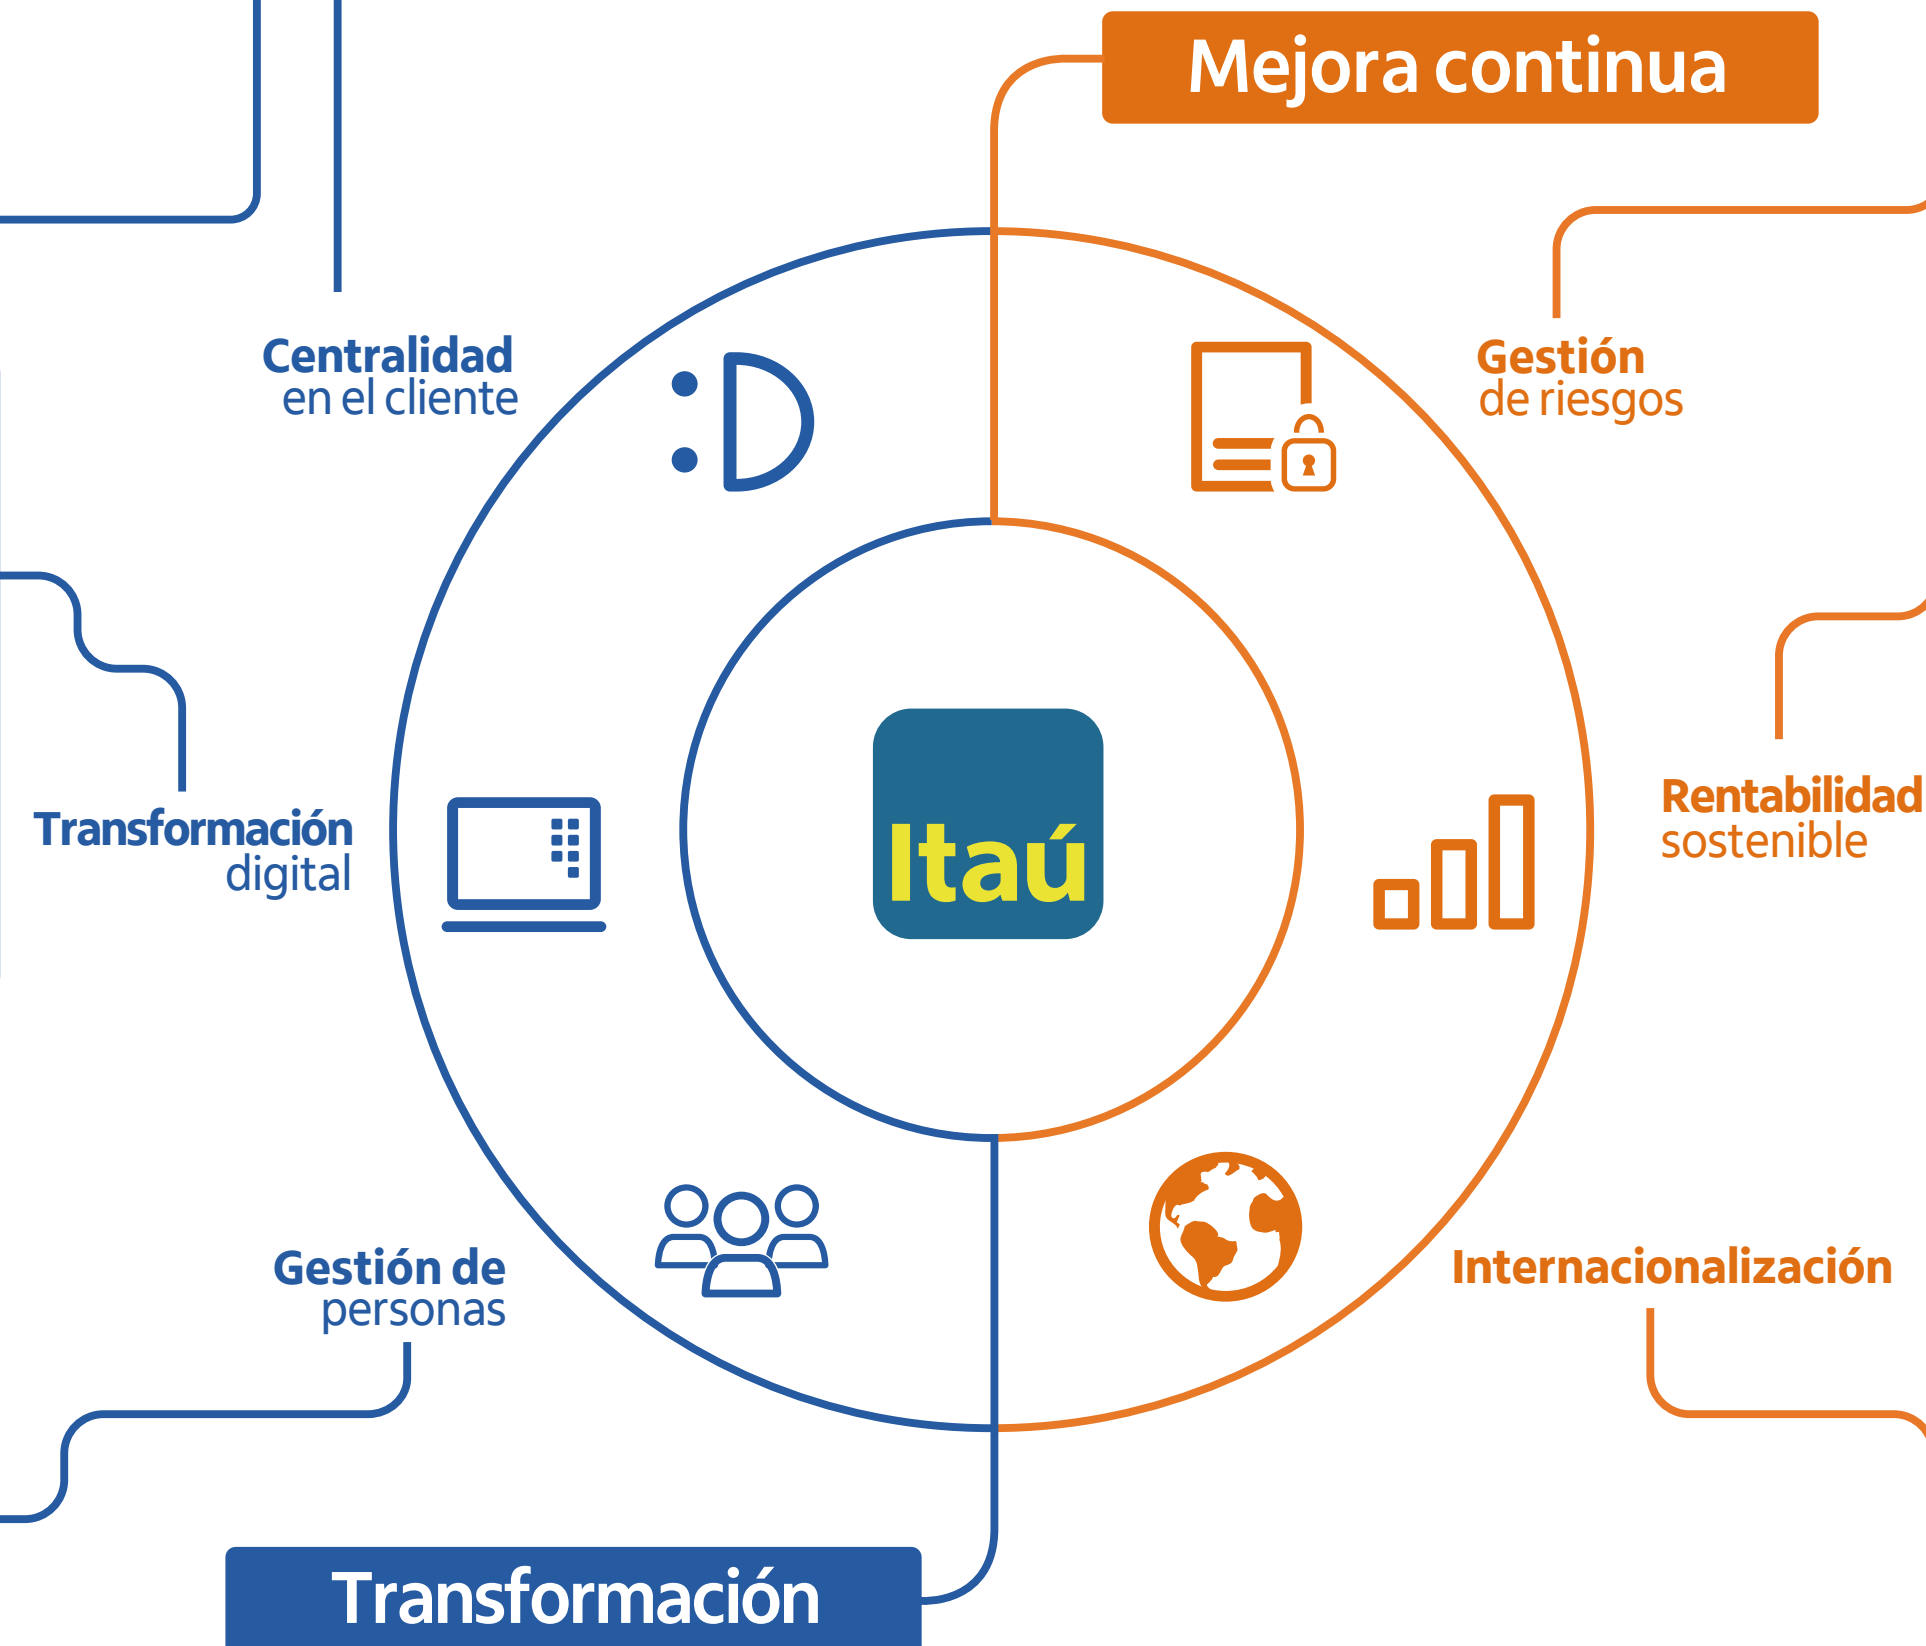 Mejora continua
Centralidad
en el cliente
Gestión
de riesgos
Transformación
digital
Itaú
Rentabilidad
sostenible
Gestión de
personas
Internacionalización
Transformación